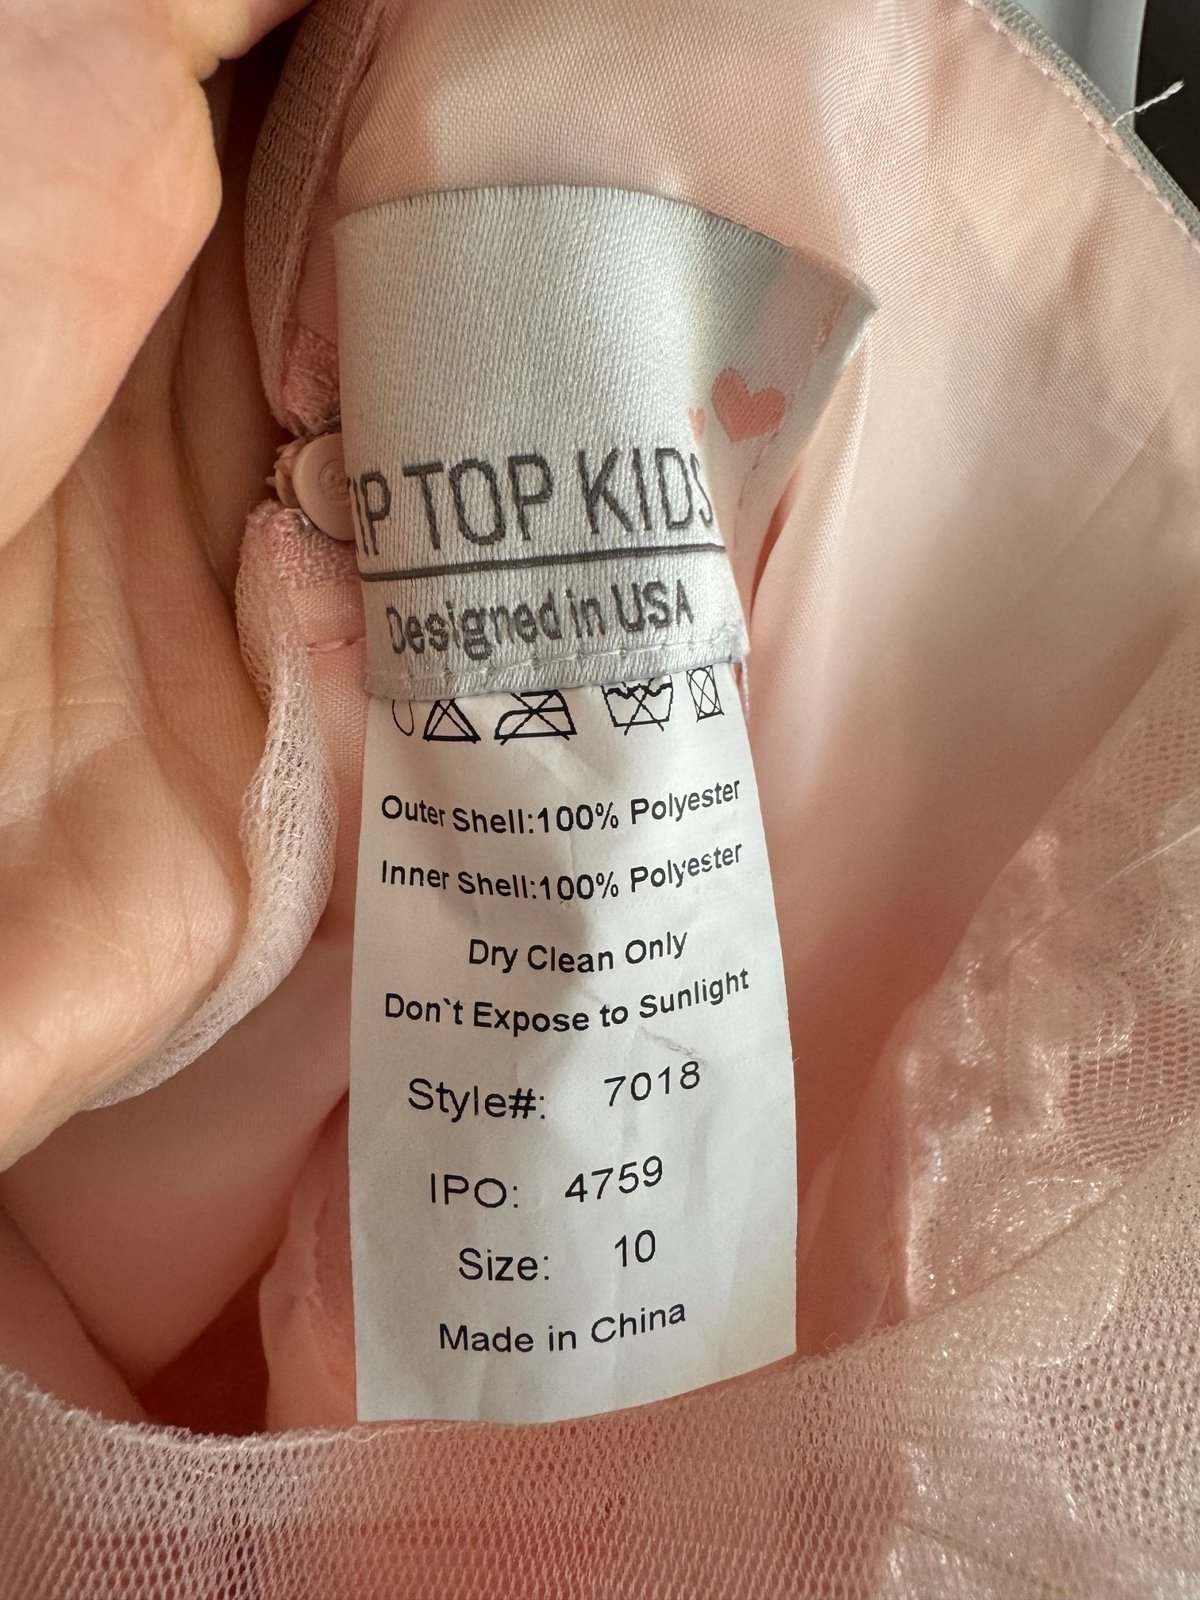 TIP TOP KIDS
Designed in USA
Outer Shell:100% Polyester
Inner Shell:100% Polyester
Dry Clean Only
Don`t Expose to Sunlight
Style#: 7018
IPO: 4759
Size: 10
Made in China